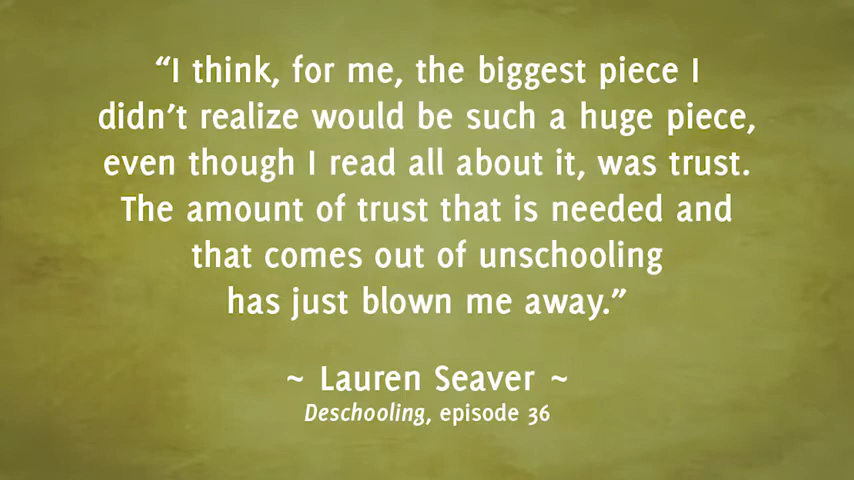 “I think, for me, the biggest piece I
didn’t realize would be such a huge piece,
even though I read all about it, was trust.
The amount of trust that is needed and
that comes out of unschooling
has just blown me away.”
~ Lauren Seaver ~
Deschooling, episode 36